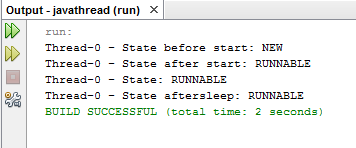 Output - javathread (run)
run:
Thread-0 - State before start: NEW
Thread-0 - State after start: RUNNABLE
Thread-0 - State: RUNNABLE
Thread-0 - State aftersleep: RUNNABLE
BUILD SUCCESSFUL (total time: 2 seconds)